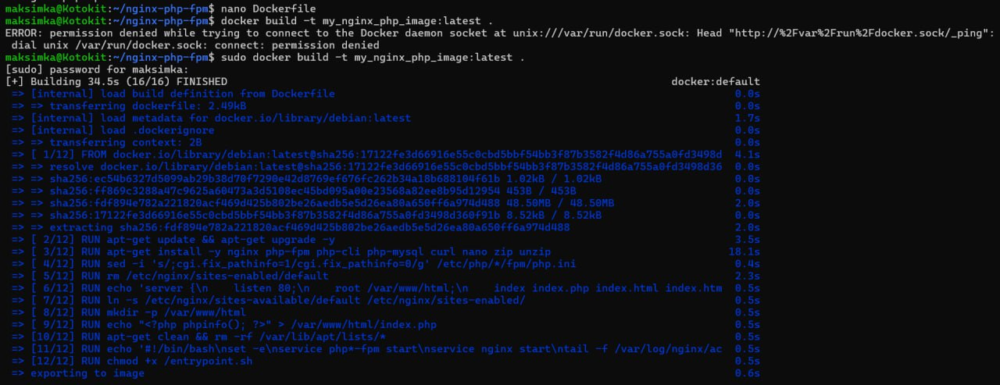 maksimka@Kotokit:~/nginx-php-fpm$ nano Dockerfile
maksimka@Kotokit:~/nginx-php-fpm$ docker build -t my_nginx_php_image:latest .
ERROR: permission denied while trying to connect to the Docker daemon socket at unix:///var/run/docker.sock: Head "http://%2Fvar%2Frun%2Fdocker.sock/_ping":
dial unix /var/run/docker.sock: connect: permission denied
maksimka@Kotokit:~/nginx-php-fpm$ sudo docker build -t my_nginx_php_image:latest .
[sudo] password for maksimka:
[+] Building 34.5s (16/16) FINISHED docker:default
=> [internal] load build definition from Dockerfile 0.0s
=> => transferring dockerfile: 2.49kB 0.0s
=> [internal] load metadata for docker.io/library/debian:latest 1.7s
=> [internal] load .dockerignore 0.0s
=> => transferring context: 2B 0.0s
=> [ 1/12] FROM docker.io/library/debian:latest@sha256:17122fe3d66916e55c0cbd5bbf54bb3f87b3582f4d86a755a0fd3498d 4.1s
=> => resolve docker.io/library/debian:latest@sha256:17122fe3d66916e55c0cbd5bbf54bb3f87b3582f4d86a755a0fd3498d36 0.0s
=> => sha256:ec54b6327d5099ab29b38d70f7290e42d8769ef676fc262b34a18b688104f61b 1.02kB / 1.02kB 0.0s
=> => sha256:ff869c3288a47c9625a60473a3d5108ec45bd095a00e23568a82ee8b95d12954 453B / 453B 0.0s
=> => sha256:fdf894e782a221820acf469d425b802be26aedb5e5d26ea80a650ff6a974d488 48.50MB / 48.50MB 2.0s
=> => sha256:17122fe3d66916e55c0cbd5bbf54bb3f87b3582f4d86a755a0fd3498d360f91b 8.52kB / 8.52kB 0.0s
=> => extracting sha256:fdf894e782a221820acf469d425b802be26aedb5e5d26ea80a650ff6a974d488 2.0s
=> [ 2/12] RUN apt-get update && apt-get upgrade -y 3.5s
=> [ 3/12] RUN apt-get install -y nginx php-fpm php-cli php-mysql curl nano zip unzip 18.1s
=> [ 4/12] RUN sed -i 's/;cgi.fix_pathinfo=1/cgi.fix_pathinfo=0/g' /etc/php/*/fpm/php.ini 0.4s
=> [ 5/12] RUN rm /etc/nginx/sites-enabled/default 2.3s
=> [ 6/12] RUN echo 'server {\n    listen 80;\n    root /var/www/html;\n    index index.php index.html index.htm 0.5s
=> [ 7/12] RUN ln -s /etc/nginx/sites-available/default /etc/nginx/sites-enabled/ 0.5s
=> [ 8/12] RUN mkdir -p /var/www/html 0.5s
=> [ 9/12] RUN echo "<?php phpinfo(); ?>" > /var/www/html/index.php 0.5s
=> [10/12] RUN apt-get clean && rm -rf /var/lib/apt/lists/* 0.5s
=> [11/12] RUN echo '#!/bin/bash\nset -e\nservice php*-fpm start\nservice nginx start\ntail -f /var/log/nginx/ac 0.5s
=> [12/12] RUN chmod +x /entrypoint.sh 0.5s
=> exporting to image 0.6s